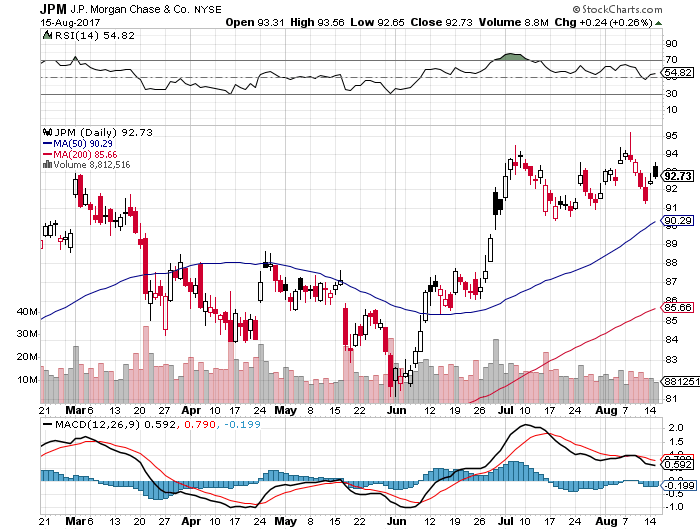 JPM J.P. Morgan Chase & Co. NYSE © StockCharts.com
15-Aug-2017 Open 93.31 High 93.56 Low 92.65 Close 92.73 Volume 8.8M Chg +0.24 (+0.26%)
RSI(14) 54.82
90
70
54.82
30
10
JPM (Daily) 92.73
MA(50) 90.29
MA(200) 85.66
Volume 8,812,516
95
94
93
92.73
92
91
90.29
89
88
87
86
85.66
85
84
83
82
8812516
81
40M
30M
20M
10M
21 Mar 6 13 20 27 Apr 10 17 24 May 8 15 22 Jun 12 19 26 Jul 10 17 24 Aug 7 14
MACD(12,26,9) 0.592, 0.790, -0.199
2.0
1.5
1.0
0.790
0.592
-0.199
-0.5
-1.0
21 Mar 6 13 20 27 Apr 10 17 24 May 8 15 22 Jun 12 19 26 Jul 10 17 24 Aug 7 14